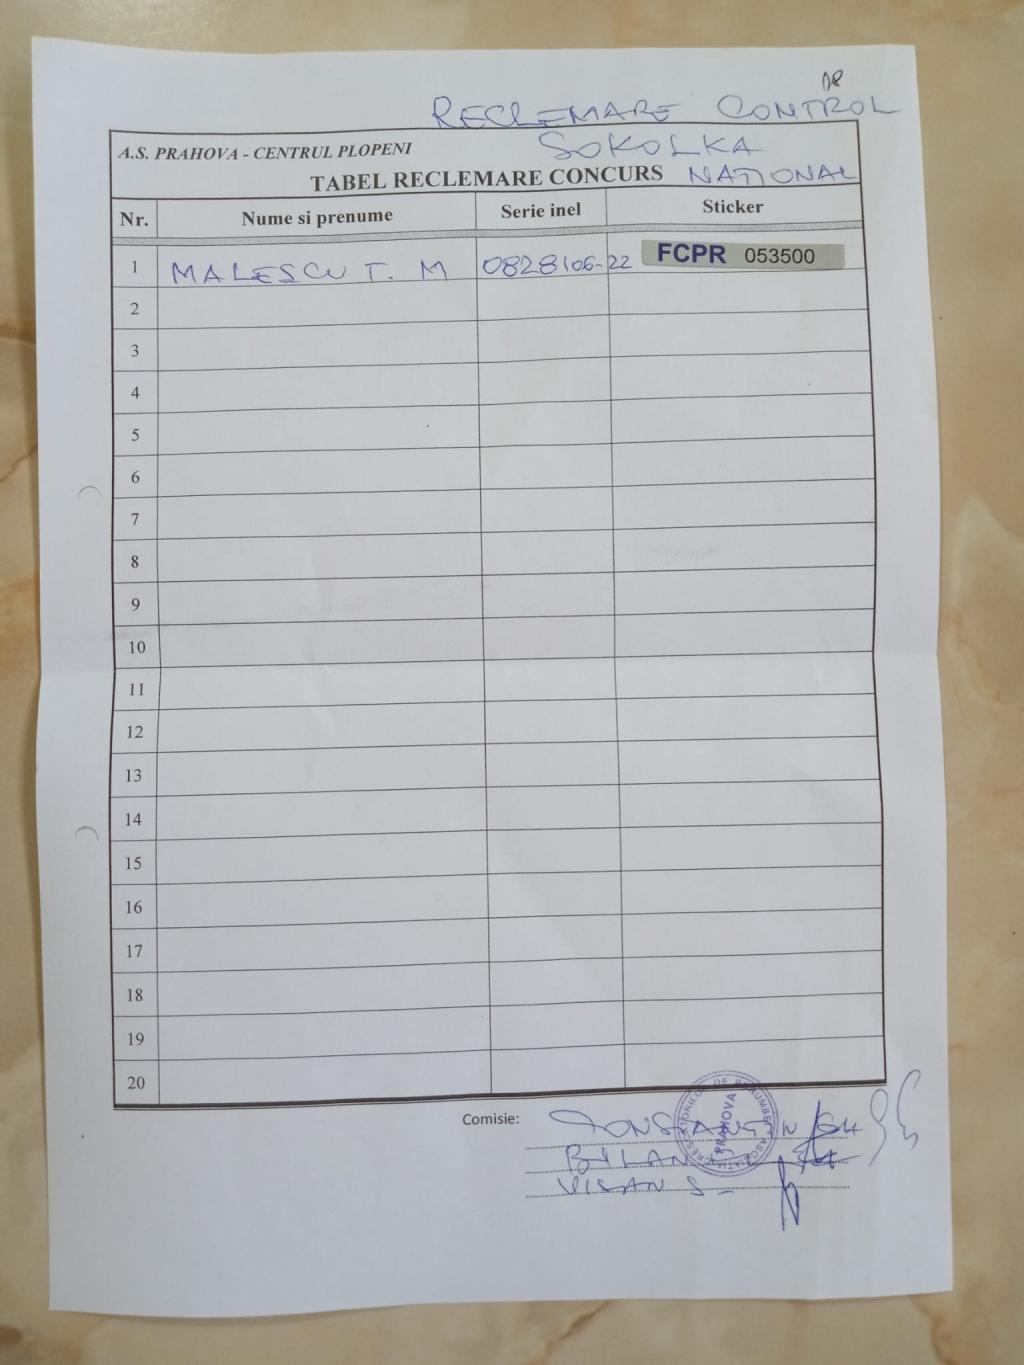 RECLEMARE CONTROL
SOKOLKA
A.S. PRAHOVA - CENTRUL PLOPENI
TABEL RECLEMARE CONCURS NATIONAL
Nr. Nume si prenume Serie inel Sticker
1 MALESCU T. M 0828106-22 FCPR 053500
2
3
4
5
6
7
8
9
10
11
12
13
14
15
16
17
18
19
20
Comisie: CONSTANTIN GH
BILAN
VISAN S-
PRAHOVA